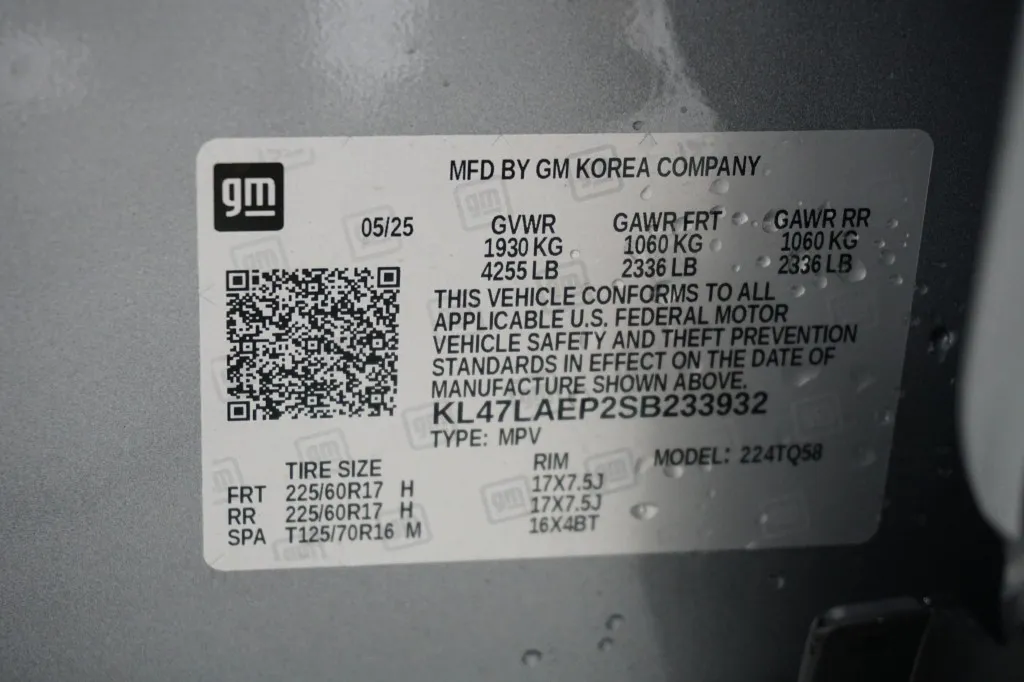 gm
MFD BY GM KOREA COMPANY
05/25
GVWR GAWR FRT GAWR RR
1930 KG 1060 KG 1060 KG
4255 LB 2336 LB 2336 LB
THIS VEHICLE CONFORMS TO ALL
APPLICABLE U.S. FEDERAL MOTOR
VEHICLE SAFETY AND THEFT PREVENTION
STANDARDS IN EFFECT ON THE DATE OF
MANUFACTURE SHOWN ABOVE.
KL47LAEP2SB233932
TYPE: MPV
MODEL: 224TQ58
TIRE SIZE RIM
FRT 225/60R17 H 17X7.5J
RR 225/60R17 H 17X7.5J
SPA T125/70R16 M 16X4BT